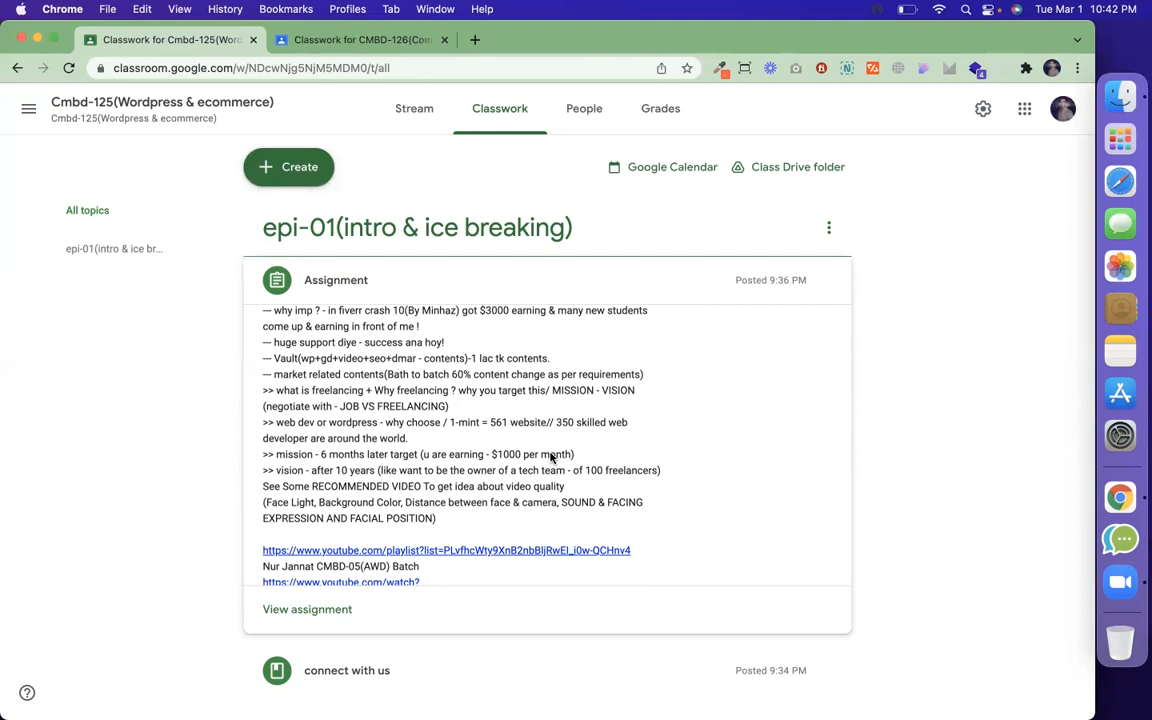 Chrome File Edit View History Bookmarks Profiles Tab Window Help Tue Mar 1 10:42 PM
Classwork for Cmbd-125(Word Classwork for CMBD-126(Com
classroom.google.com/w/NDcwNjg5NjM5MDM0/t/all
4
Cmbd-125(Wordpress & ecommerce)
Cmbd-125(Wordpress & ecommerce)
Stream Classwork People Grades
Create
Google Calendar Class Drive folder
All topics
epi-01(intro & ice br...
epi-01(intro & ice breaking)
Assignment Posted 9:36 PM
--- why imp ? - in fiverr crash 10(By Minhaz) got $3000 earning & many new students
come up & earning in front of me !
--- huge support diye - success ana hoy!
--- Vault(wp+gd+video+seo+dmar - contents)-1 lac tk contents.
--- market related contents(Bath to batch 60% content change as per requirements)
>> what is freelancing + Why freelancing ? why you target this/ MISSION - VISION
(negotiate with - JOB VS FREELANCING)
>> web dev or wordpress - why choose / 1-mint = 561 website// 350 skilled web
developer are around the world.
>> mission - 6 months later target (u are earning - $1000 per month)
>> vision - after 10 years (like want to be the owner of a tech team - of 100 freelancers)
See Some RECOMMENDED VIDEO To get idea about video quality
(Face Light, Background Color, Distance between face & camera, SOUND & FACING
EXPRESSION AND FACIAL POSITION)
https://www.youtube.com/playlist?list=PLvfhcWty9XnB2nbBljRwEl_i0w-QCHnv4
Nur Jannat CMBD-05(AWD) Batch
https://www.youtube.com/watch?
View assignment
connect with us Posted 9:34 PM